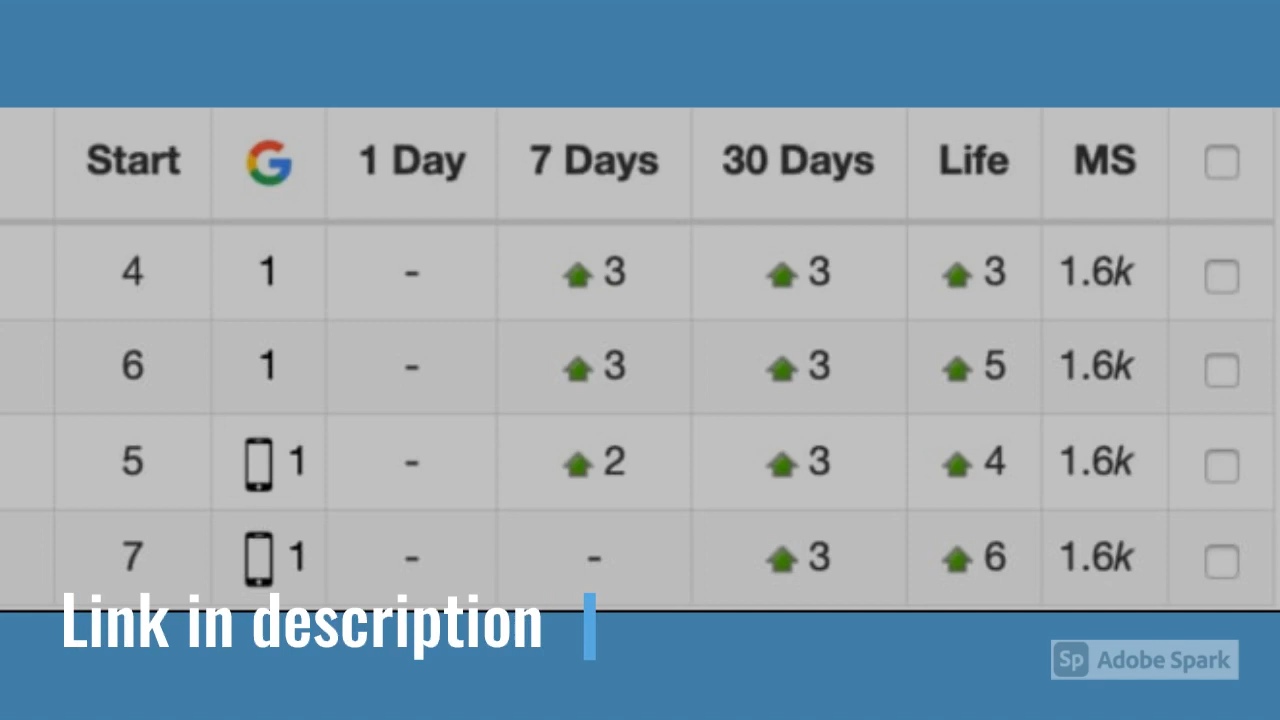 Start G 1 Day 7 Days 30 Days Life MS
4 1 - 3 3 3 1.6k
6 1 - 3 3 5 1.6k
5 1 - 2 3 4 1.6k
7 1 - - 3 6 1.6k
Link in description
Sp Adobe Spark